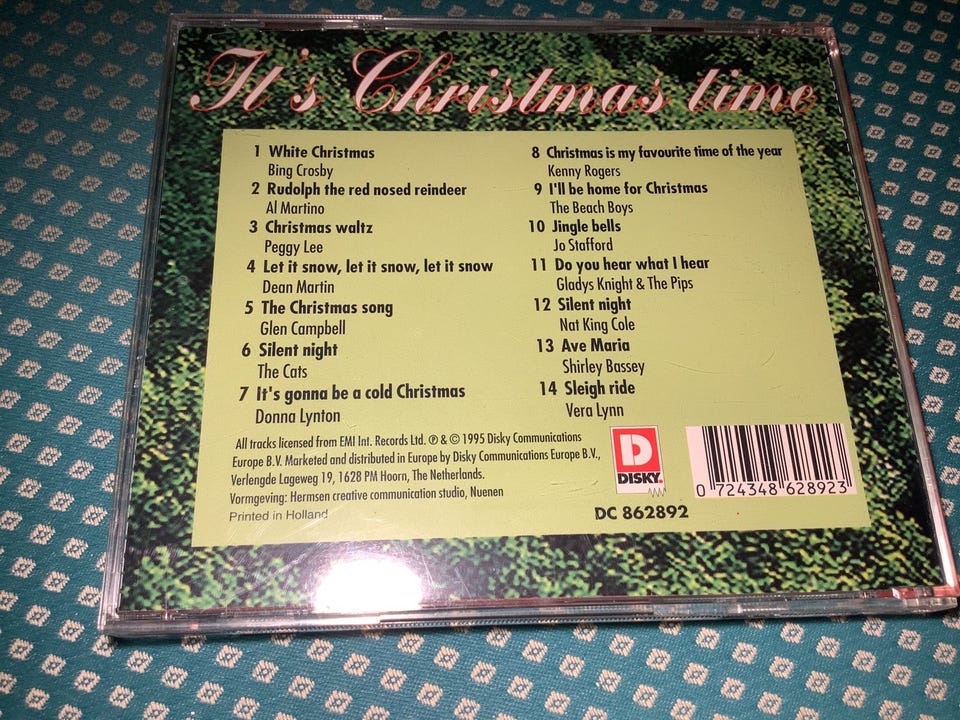 It's Christmas time
1 White Christmas
Bing Crosby
2 Rudolph the red nosed reindeer
Al Martino
3 Christmas waltz
Peggy Lee
4 Let it snow, let it snow, let it snow
Dean Martin
5 The Christmas song
Glen Campbell
6 Silent night
The Cats
7 It's gonna be a cold Christmas
Donna Lynton
8 Christmas is my favourite time of the year
Kenny Rogers
9 I'll be home for Christmas
The Beach Boys
10 Jingle bells
Jo Stafford
11 Do you hear what I hear
Gladys Knight & The Pips
12 Silent night
Nat King Cole
13 Ave Maria
Shirley Bassey
14 Sleigh ride
Vera Lynn
All tracks licensed from EMI Int. Records Ltd. ℗ & © 1995 Disky Communications
Europe B.V. Marketed and distributed in Europe by Disky Communications Europe B.V.,
Verlengde Lageweg 19, 1628 PM Hoorn, The Netherlands.
Vormgeving: Hermsen creative communication studio, Nuenen
Printed in Holland
D
DISKY
0 724348 628923
DC 862892